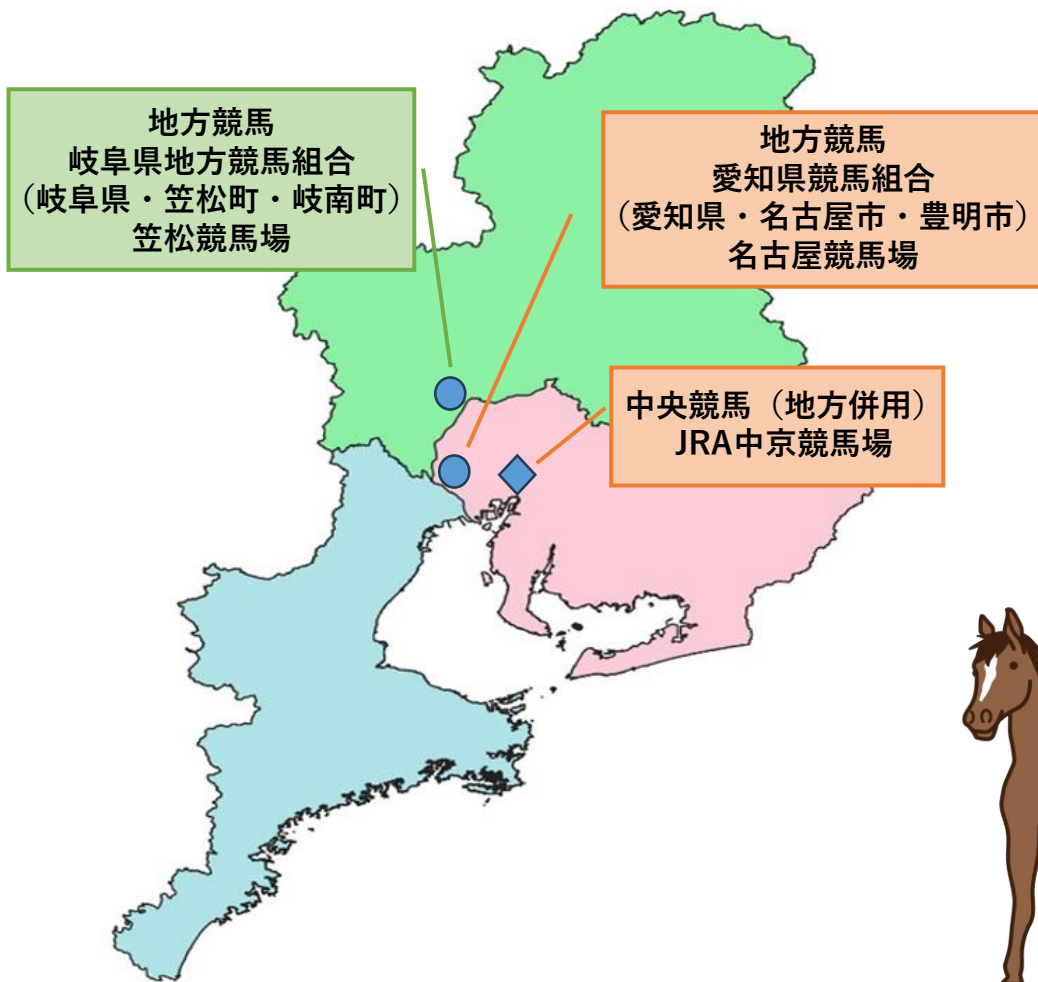 地方競馬
岐阜県地方競馬組合
（岐阜県・笠松町・岐南町）
笠松競馬場
地方競馬
愛知県競馬組合
（愛知県・名古屋市・豊明市）
名古屋競馬場
中央競馬（地方併用）
JRA中京競馬場